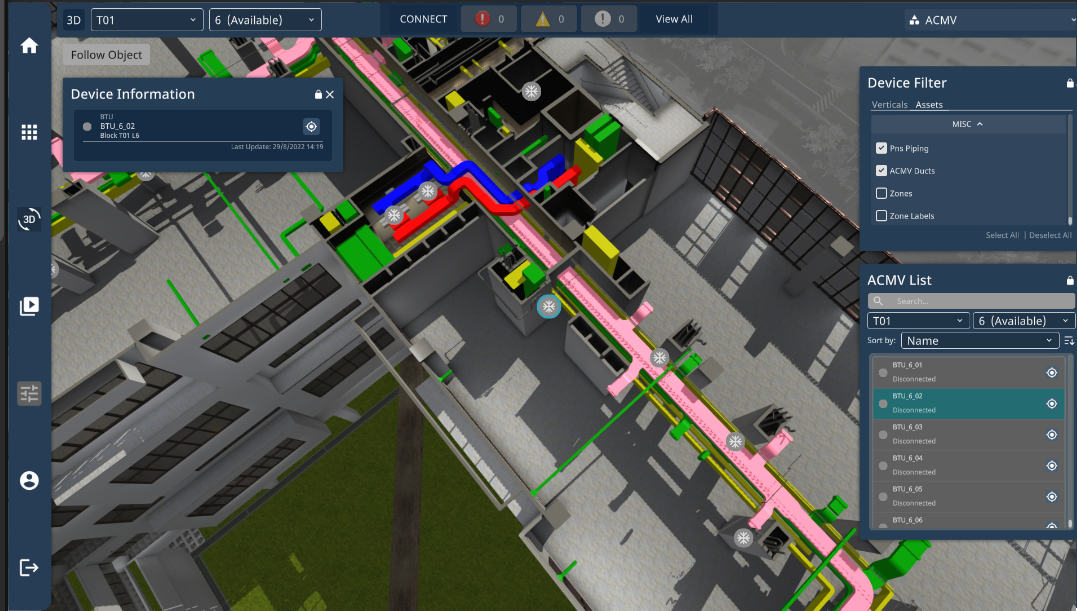 3D
T01
6 (Available)
CONNECT
0
0
0
View All
ACMV
Follow Object
Device Information
BTU
BTU_6_02
Block T01 L6
Last Update: 29/8/2022 14:19
3D
Device Filter
Verticals Assets
MISC
Pns Piping
ACMV Ducts
Zones
Zone Labels
Select All | Deselect All
ACMV List
Search...
T01
6 (Available)
Sort by: Name
BTU_6_01
Disconnected
BTU_6_02
Disconnected
BTU_6_03
Disconnected
BTU_6_04
Disconnected
BTU_6_05
Disconnected
BTU_6_06